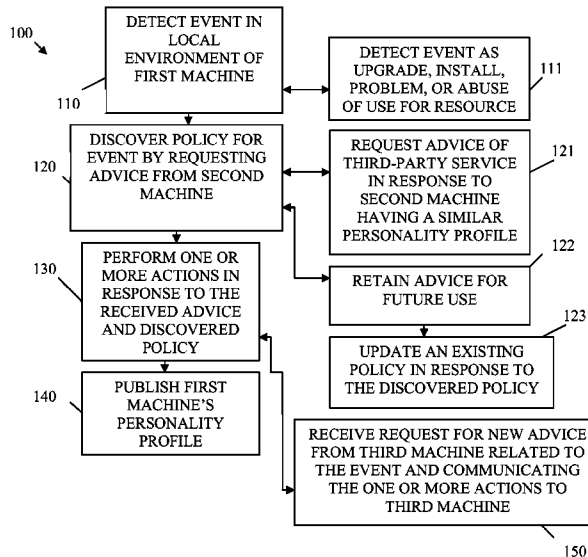 100
DETECT EVENT IN
LOCAL
ENVIRONMENT OF
FIRST MACHINE
110
DETECT EVENT AS
UPGRADE, INSTALL,
PROBLEM, OR ABUSE
OF USE FOR RESOURCE
111
DISCOVER POLICY FOR
EVENT BY REQUESTING
ADVICE FROM SECOND
MACHINE
120
REQUEST ADVICE OF
THIRD-PARTY SERVICE
IN RESPONSE TO
SECOND MACHINE
HAVING A SIMILAR
PERSONALITY PROFILE
121
PERFORM ONE OR
MORE ACTIONS IN
RESPONSE TO THE
RECEIVED ADVICE
AND DISCOVERED
POLICY
130
RETAIN ADVICE FOR
FUTURE USE
122
UPDATE AN EXISTING
POLICY IN RESPONSE TO
THE DISCOVERED POLICY
123
PUBLISH FIRST
MACHINE'S
PERSONALITY
PROFILE
140
RECEIVE REQUEST FOR NEW ADVICE
FROM THIRD MACHINE RELATED TO
THE EVENT AND COMMUNICATING
THE ONE OR MORE ACTIONS TO
THIRD MACHINE
150